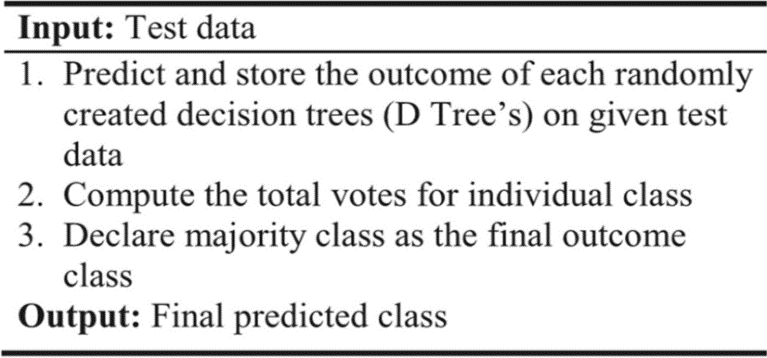 Input: Test data
1. Predict and store the outcome of each randomly
created decision trees (D Tree's) on given test
data
2. Compute the total votes for individual class
3. Declare majority class as the final outcome
class
Output: Final predicted class